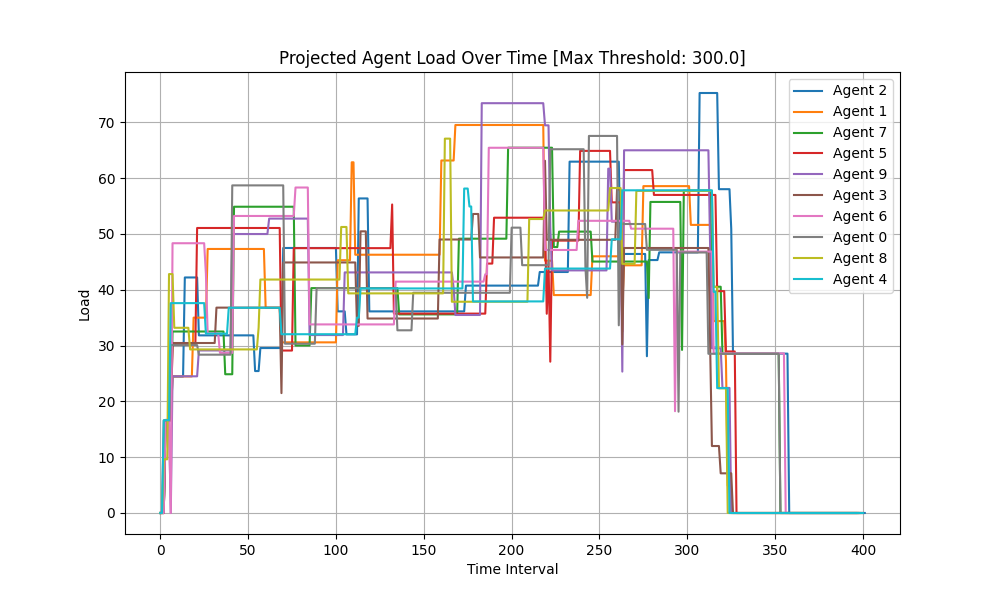 Projected Agent Load Over Time [Max Threshold: 300.0]
Load
70
60
50
40
30
20
10
0
0 50 100 150 200 250 300 350 400
Time Interval
Agent 2
Agent 1
Agent 7
Agent 5
Agent 9
Agent 3
Agent 6
Agent 0
Agent 8
Agent 4